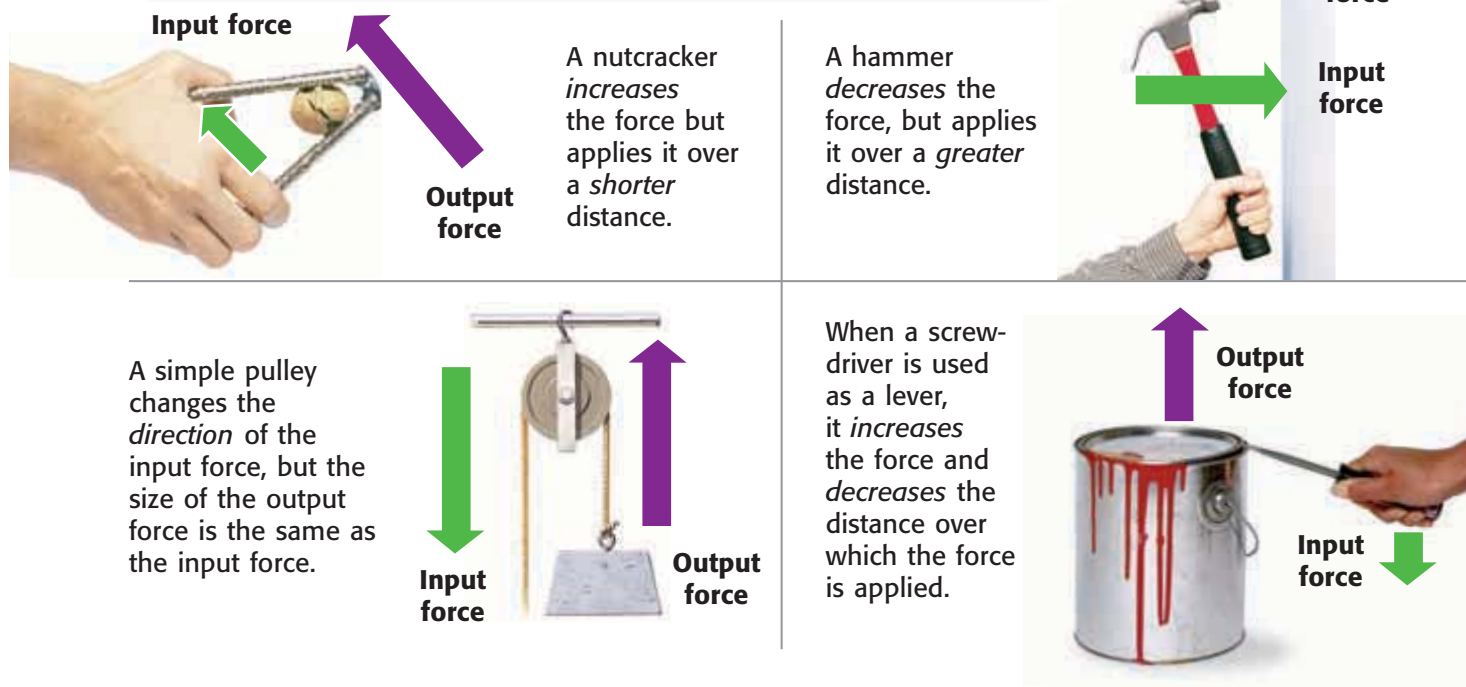 Input force
Output
force
A nutcracker
increases
the force but
applies it over
a shorter
distance.
A hammer
decreases the
force, but applies
it over a greater
distance.
force
Input
force
A simple pulley
changes the
direction of the
input force, but the
size of the output
force is the same as
the input force.
Input
force
Output
force
When a screw-
driver is used
as a lever,
it increases
the force and
decreases the
distance over
which the force
is applied.
Output
force
Input
force